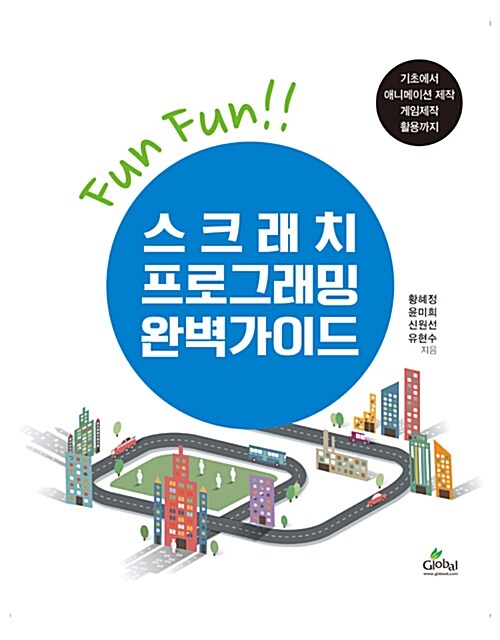 Fun Fun!!
기초에서
애니메이션 제작
게임제작
활용까지
스크래치
프로그래밍
완벽가이드
황혜정
윤미희
신원선
유현수
지음
Global